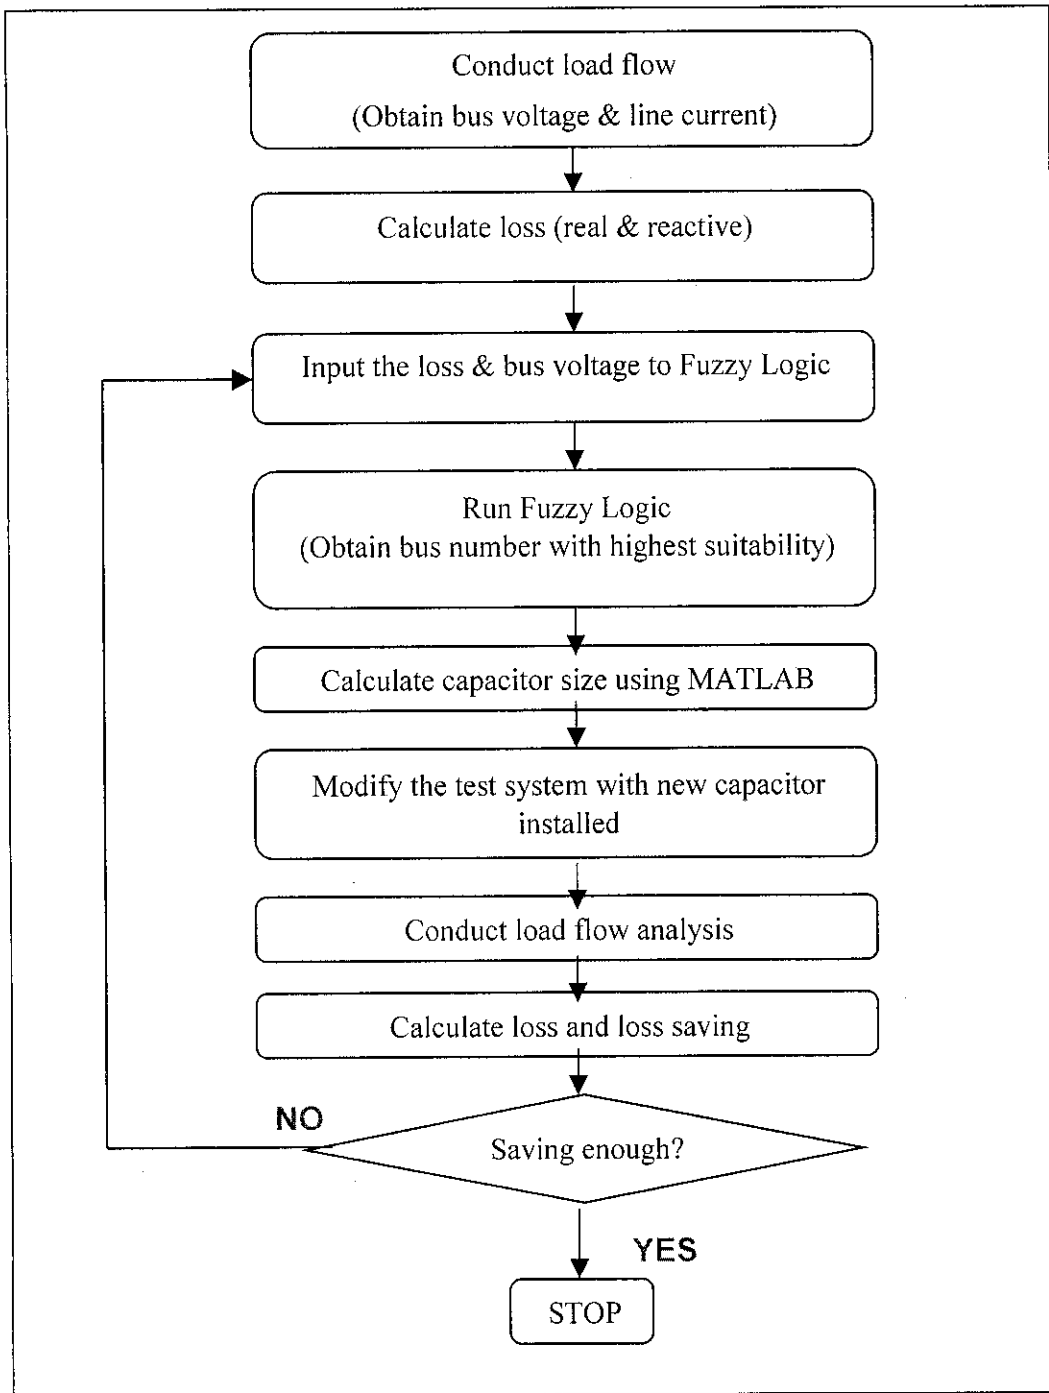 Conduct load flow
(Obtain bus voltage & line current)
Calculate loss (real & reactive)
Input the loss & bus voltage to Fuzzy Logic
Run Fuzzy Logic
(Obtain bus number with highest suitability)
Calculate capacitor size using MATLAB
Modify the test system with new capacitor
installed
Conduct load flow analysis
Calculate loss and loss saving
NO
Saving enough?
YES
STOP